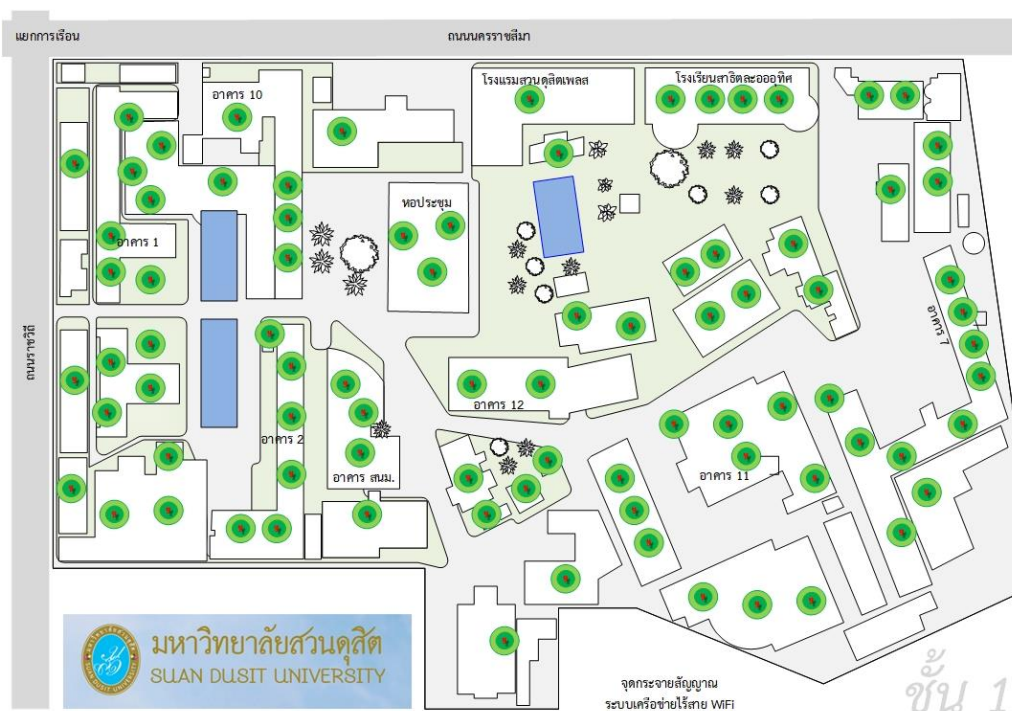 แยกการเรือน
ถนนนครราชสีมา
โรงแรมสวนดุสิตเพลส
โรงเรียนสาธิตละอออุทิศ
อาคาร 10
หอประชุม
อาคาร 1
ถนนราชวิถี
อาคาร 7
อาคาร 12
อาคาร 2
อาคาร สนม.
อาคาร 11
มหาวิทยาลัยสวนดุสิต
SUAN DUSIT UNIVERSITY
จุดกระจายสัญญาณ
ระบบเครือข่ายไร้สาย WiFi
ชั้น 1